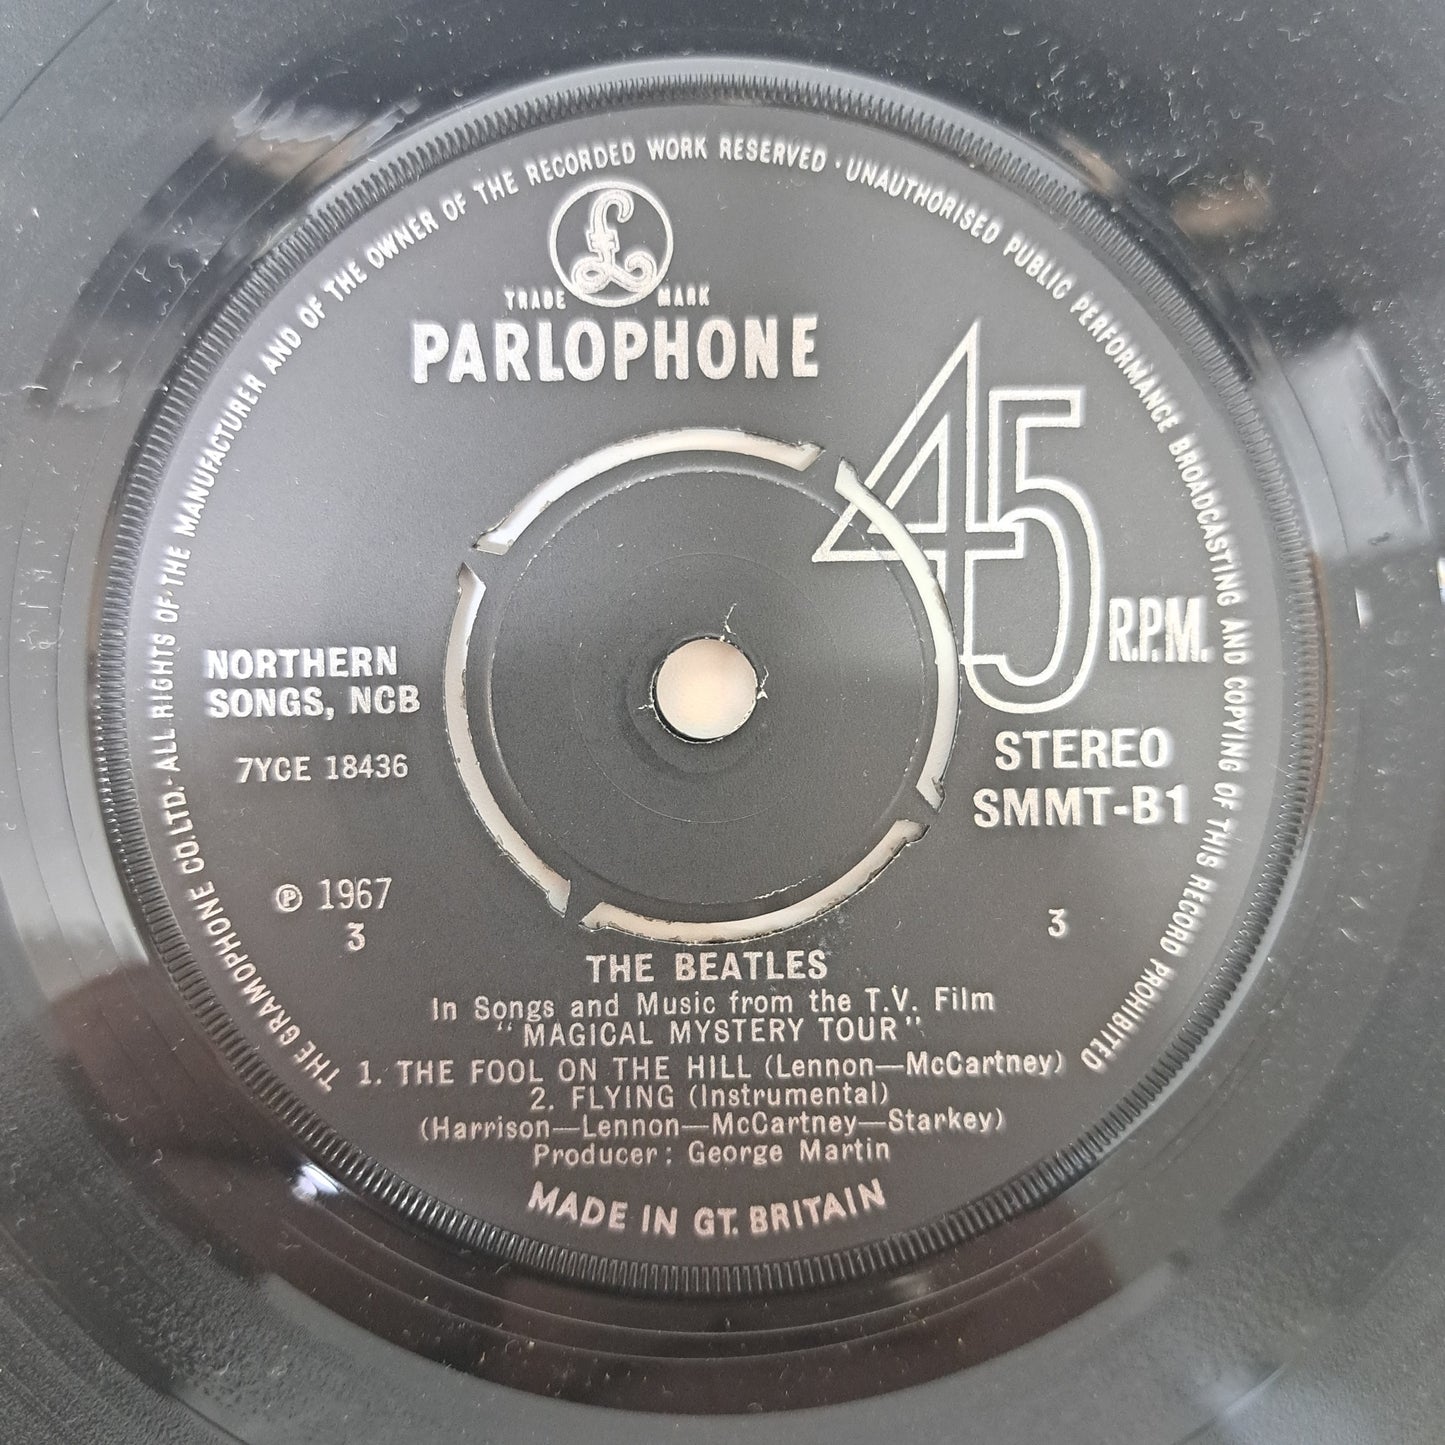 THE GRAMOPHONE CO. LTD. · ALL RIGHTS OF THE MANUFACTURER AND OF THE OWNER OF THE RECORDED WORK RESERVED · UNAUTHORISED PUBLIC PERFORMANCE BROADCASTING AND COPYING OF THIS RECORD PROHIBITED
£
TRADE MARK
PARLOPHONE
45 R.P.M.
NORTHERN
SONGS, NCB
7YCE 18436
STEREO
SMMT-B1
℗ 1967
3
3
THE BEATLES
In Songs and Music from the T.V. Film
"MAGICAL MYSTERY TOUR"
1. THE FOOL ON THE HILL (Lennon—McCartney)
2. FLYING (Instrumental)
(Harrison—Lennon—McCartney—Starkey)
Producer: George Martin
MADE IN GT. BRITAIN